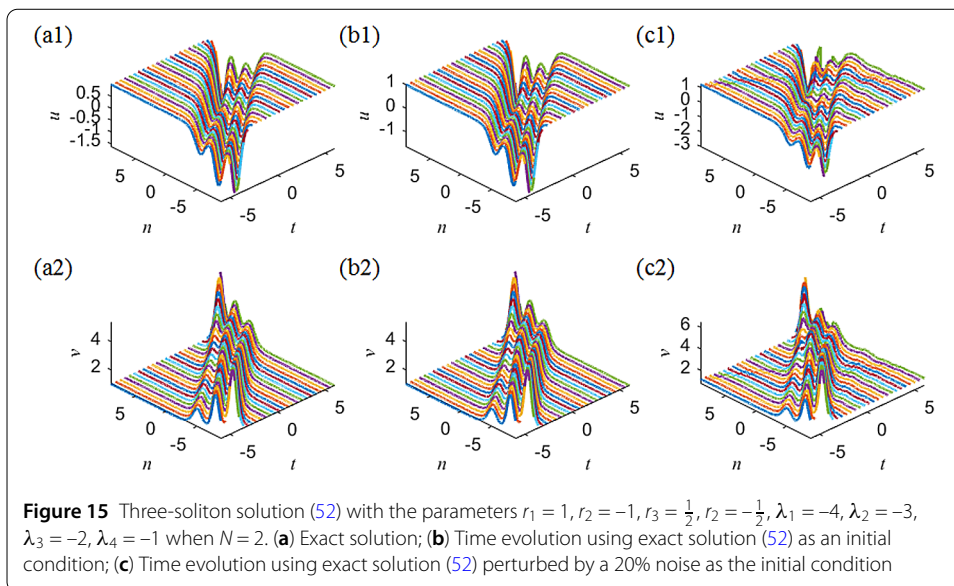 (a1) (b1) (c1)
0.5 0 -0.5 -1 -1.5 u 5 0 -5 n -5 0 5 t
1 0 -1 u 5 0 -5 n -5 0 5 t
1 0 -1 -2 -3 u 5 0 -5 n -5 0 5 t
(a2) (b2) (c2)
4 2 v 5 0 -5 n -5 0 5 t
4 2 v 5 0 -5 n -5 0 5 t
6 4 2 v 5 0 -5 n -5 0 5 t
Figure 15 Three-soliton solution (52) with the parameters r₁ = 1, r₂ = –1, r₃ = 1/2, r₂ = –1/2, λ₁ = –4, λ₂ = –3,
λ₃ = –2, λ₄ = –1 when N = 2. (a) Exact solution; (b) Time evolution using exact solution (52) as an initial
condition; (c) Time evolution using exact solution (52) perturbed by a 20% noise as the initial condition